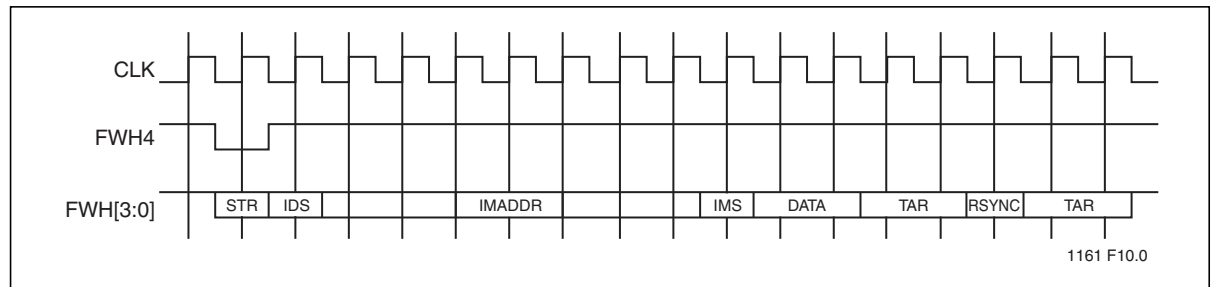 CLK
FWH4
FWH[3:0]
STR IDS IMADDR IMS DATA TAR RSYNC TAR
1161 F10.0